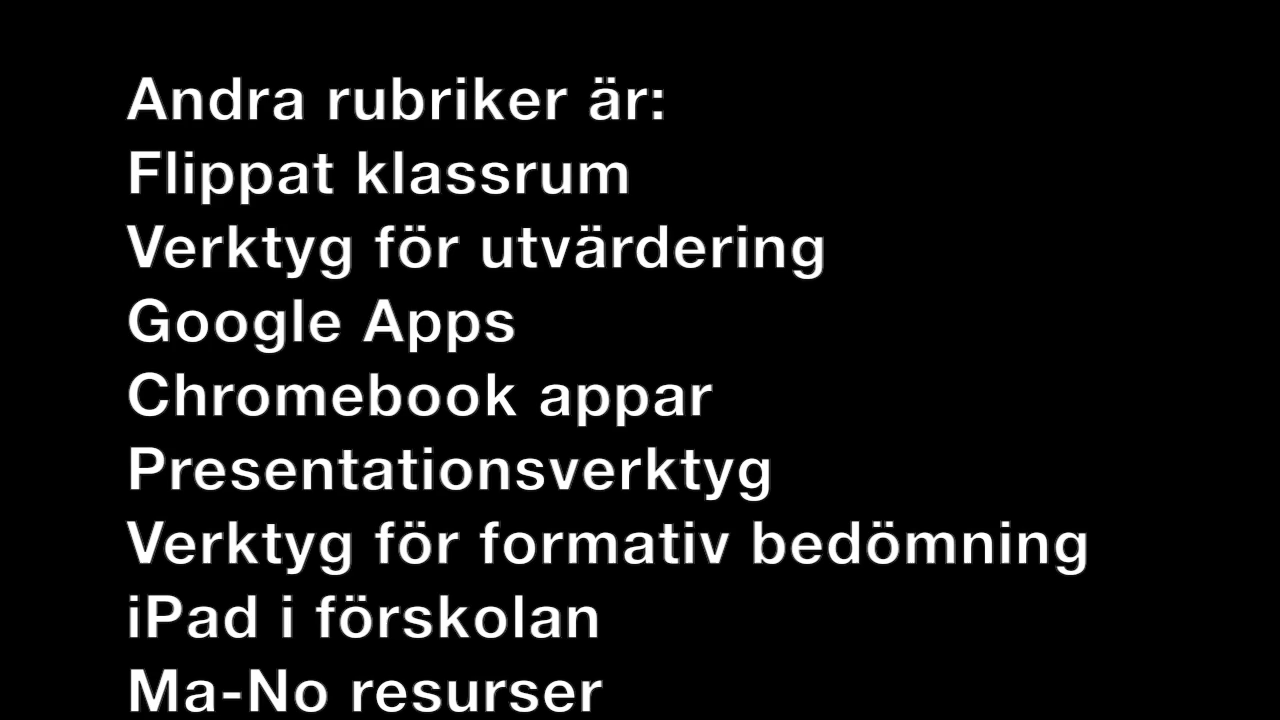 Andra rubriker är:
Flippat klassrum
Verktyg för utvärdering
Google Apps
Chromebook appar
Presentationsverktyg
Verktyg för formativ bedömning
iPad i förskolan
Ma-No resurser